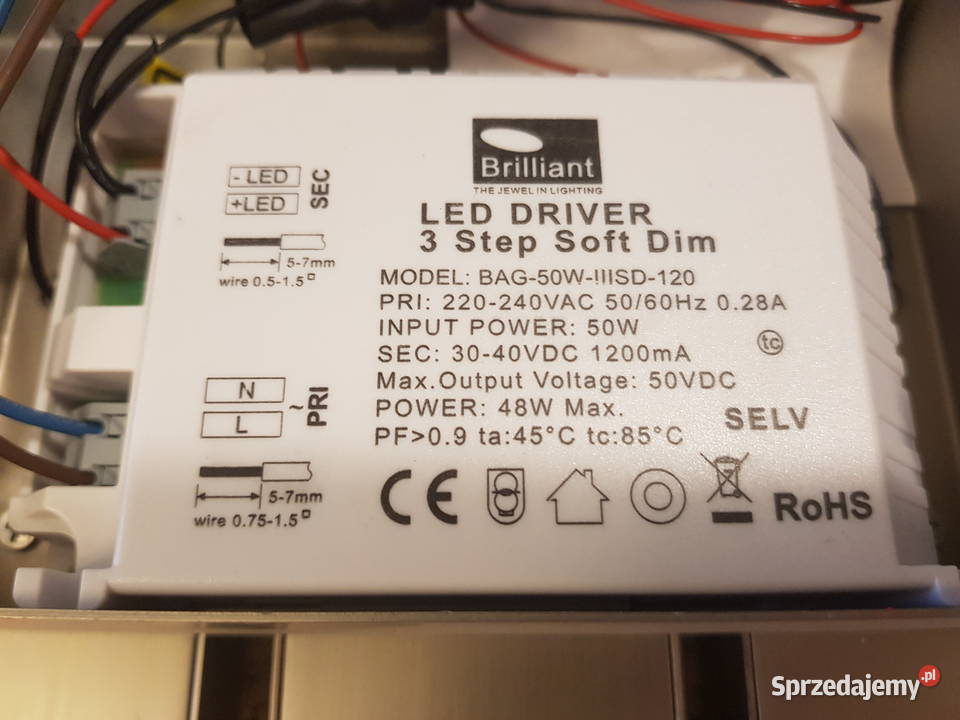 Brilliant
THE JEWEL IN LIGHTING
LED DRIVER
3 Step Soft Dim
MODEL: BAG-50W-IIISD-120
PRI: 220-240VAC 50/60Hz 0.28A
INPUT POWER: 50W
SEC: 30-40VDC 1200mA
tc
Max.Output Voltage: 50VDC
POWER: 48W Max.
SELV
PF>0.9 ta:45°C tc:85°C
CE
RoHS
- LED
+LED
SEC
5-7mm
wire 0.5-1.5□
N
L
~
PRI
5-7mm
wire 0.75-1.5□
Sprzedajemy.pl